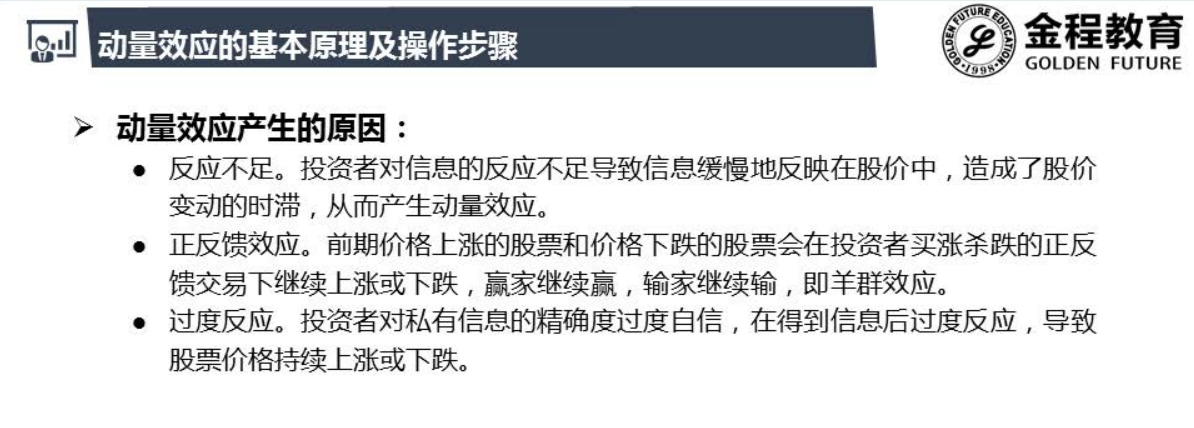 动量效应的基本原理及操作步骤
GOLDEN FUTURE EDUCATION
·1998·
金程教育
GOLDEN FUTURE
➢ 动量效应产生的原因：
● 反应不足。投资者对信息的反应不足导致信息缓慢地反映在股价中，造成了股价
变动的时滞，从而产生动量效应。
● 正反馈效应。前期价格上涨的股票和价格下跌的股票会在投资者买涨杀跌的正反
馈交易下继续上涨或下跌，赢家继续赢，输家继续输，即羊群效应。
● 过度反应。投资者对私有信息的精确度过度自信，在得到信息后过度反应，导致
股票价格持续上涨或下跌。